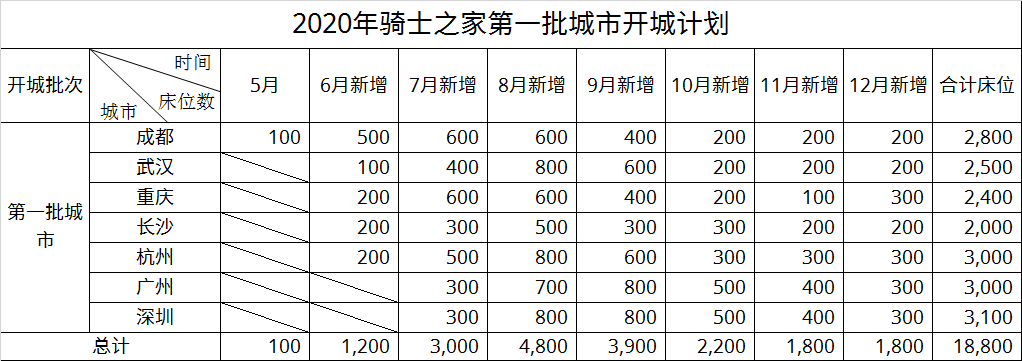 2020年骑士之家第一批城市开城计划
开城批次 时间 床位数 城市 5月 6月新增 7月新增 8月新增 9月新增 10月新增 11月新增 12月新增 合计床位
第一批城市
成都 100 500 600 600 400 200 200 200 2,800
武汉 100 400 800 600 200 200 200 2,500
重庆 200 600 600 400 200 100 300 2,400
长沙 200 300 500 300 300 200 200 2,000
杭州 200 500 800 600 300 300 300 3,000
广州 300 700 800 500 400 300 3,000
深圳 300 800 800 500 400 300 3,100
总计 100 1,200 3,000 4,800 3,900 2,200 1,800 1,800 18,800